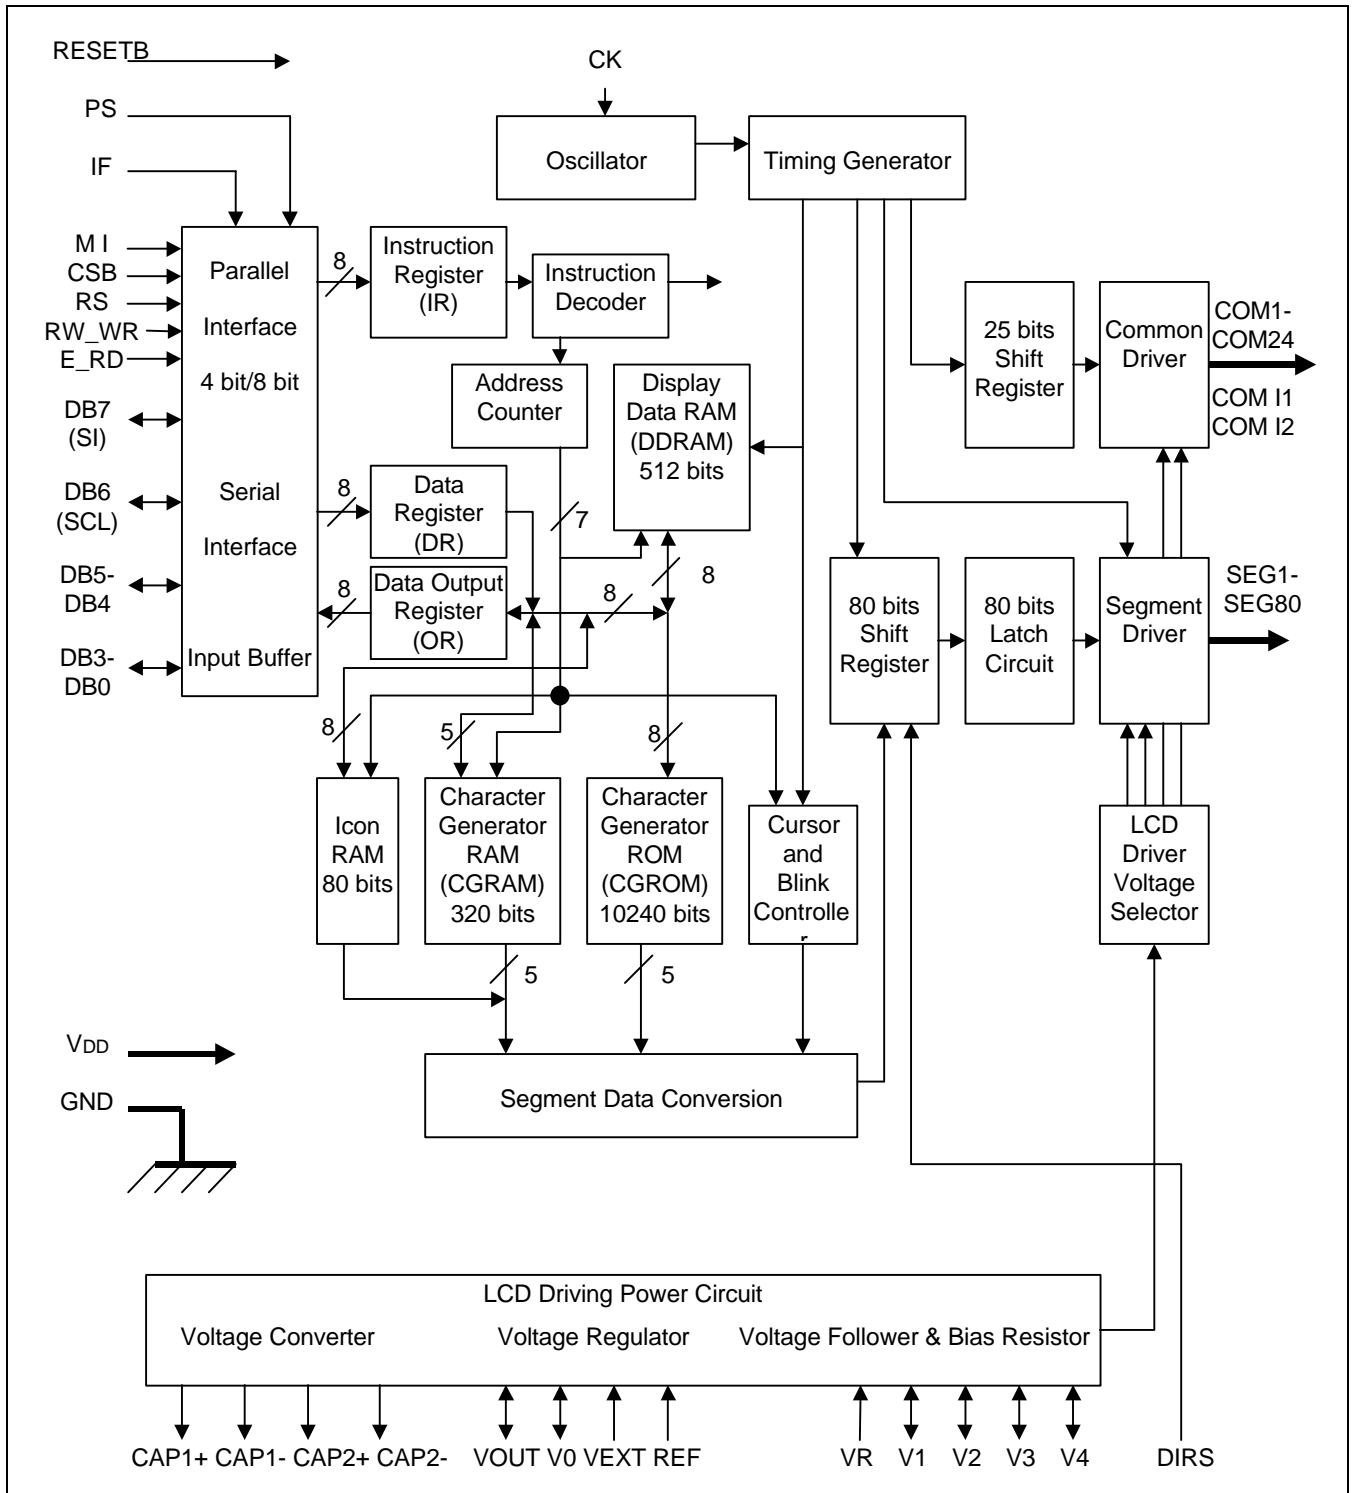 RESETB
CK
PS
IF
Oscillator
Timing Generator
M I
CSB
RS
RW_WR
E_RD
DB7
(SI)
DB6
(SCL)
DB5-
DB4
DB3-
DB0
Parallel
Interface
4 bit/8 bit
Serial
Interface
Input Buffer
8
Instruction
Register
(IR)
Instruction
Decoder
Address
Counter
Display
Data RAM
(DDRAM)
512 bits
25 bits
Shift
Register
Common
Driver
COM1-
COM24
COM I1
COM I2
8
Data
Register
(DR)
7
8
8
Data Output
Register
(OR)
8
80 bits
Shift
Register
80 bits
Latch
Circuit
Segment
Driver
SEG1-
SEG80
8
5
8
Icon
RAM
80 bits
Character
Generator
RAM
(CGRAM)
320 bits
Character
Generator
ROM
(CGROM)
10240 bits
Cursor
and
Blink
Controlle
r
LCD
Driver
Voltage
Selector
5
5
VDD
GND
Segment Data Conversion
LCD Driving Power Circuit
Voltage Converter
Voltage Regulator
Voltage Follower & Bias Resistor
CAP1+ CAP1- CAP2+ CAP2-
VOUT V0 VEXT REF
VR V1 V2 V3 V4
DIRS